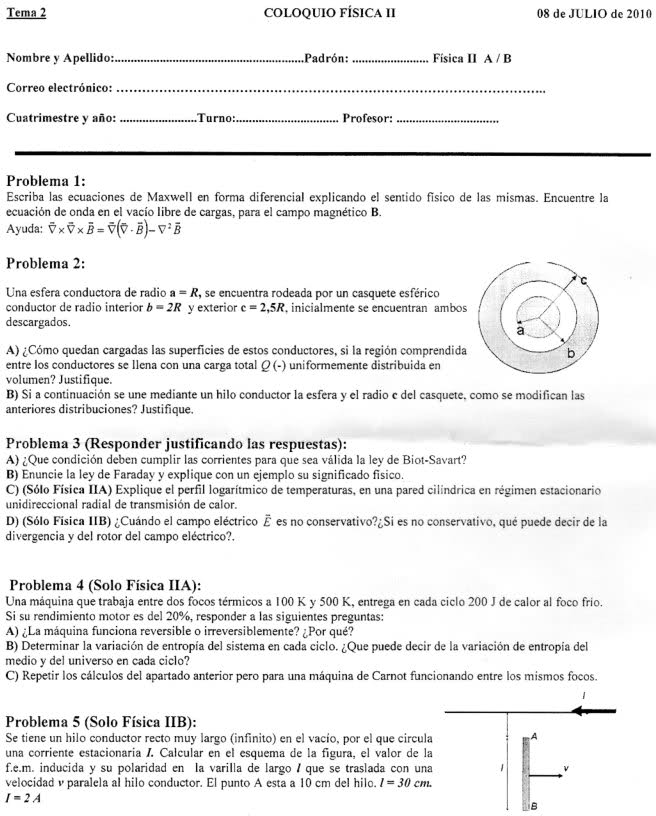 Tema 2 COLOQUIO FÍSICA II 08 de JULIO de 2010
Nombre y Apellido:............................................................Padrón: ........................ Física II A / B
Correo electrónico: ...........................................................................................
Cuatrimestre y año: ........................Turno:................................ Profesor: ................................
Problema 1:
Escriba las ecuaciones de Maxwell en forma diferencial explicando el sentido físico de las mismas. Encuentre la
ecuación de onda en el vacío libre de cargas, para el campo magnético B.
Ayuda: ∇⃗ × ∇⃗ × B⃗ = ∇⃗(∇⃗ · B⃗) – ∇² B⃗
Problema 2:
Una esfera conductora de radio a = R, se encuentra rodeada por un casquete esférico
conductor de radio interior b = 2R y exterior c = 2,5R, inicialmente se encuentran ambos
descargados.
A) ¿Cómo quedan cargadas las superficies de estos conductores, si la región comprendida
entre los conductores se llena con una carga total Q (-) uniformemente distribuida en
volumen? Justifique.
B) Si a continuación se une mediante un hilo conductor la esfera y el radio c del casquete, como se modifican las
anteriores distribuciones? Justifique.
c
a
b
Problema 3 (Responder justificando las respuestas):
A) ¿Que condición deben cumplir las corrientes para que sea válida la ley de Biot-Savart?
B) Enuncie la ley de Faraday y explique con un ejemplo su significado físico.
C) (Sólo Física IIA) Explique el perfil logarítmico de temperaturas, en una pared cilíndrica en régimen estacionario
unidireccional radial de transmisión de calor.
D) (Sólo Física IIB) ¿Cuándo el campo eléctrico E⃗ es no conservativo?¿Si es no conservativo, qué puede decir de la
divergencia y del rotor del campo eléctrico?.
Problema 4 (Solo Física IIA):
Una máquina que trabaja entre dos focos térmicos a 100 K y 500 K, entrega en cada ciclo 200 J de calor al foco frío.
Si su rendimiento motor es del 20%, responder a las siguientes preguntas:
A) ¿La máquina funciona reversible o irreversiblemente? ¿Por qué?
B) Determinar la variación de entropía del sistema en cada ciclo. ¿Que puede decir de la variación de entropía del
medio y del universo en cada ciclo?
C) Repetir los cálculos del apartado anterior pero para una máquina de Carnot funcionando entre los mismos focos.
Problema 5 (Solo Física IIB):
Se tiene un hilo conductor recto muy largo (infinito) en el vacío, por el que circula
una corriente estacionaria I. Calcular en el esquema de la figura, el valor de la
f.e.m. inducida y su polaridad en la varilla de largo l que se traslada con una
velocidad v paralela al hilo conductor. El punto A esta a 10 cm del hilo. l = 30 cm.
I = 2 A
I
A
l
v
B